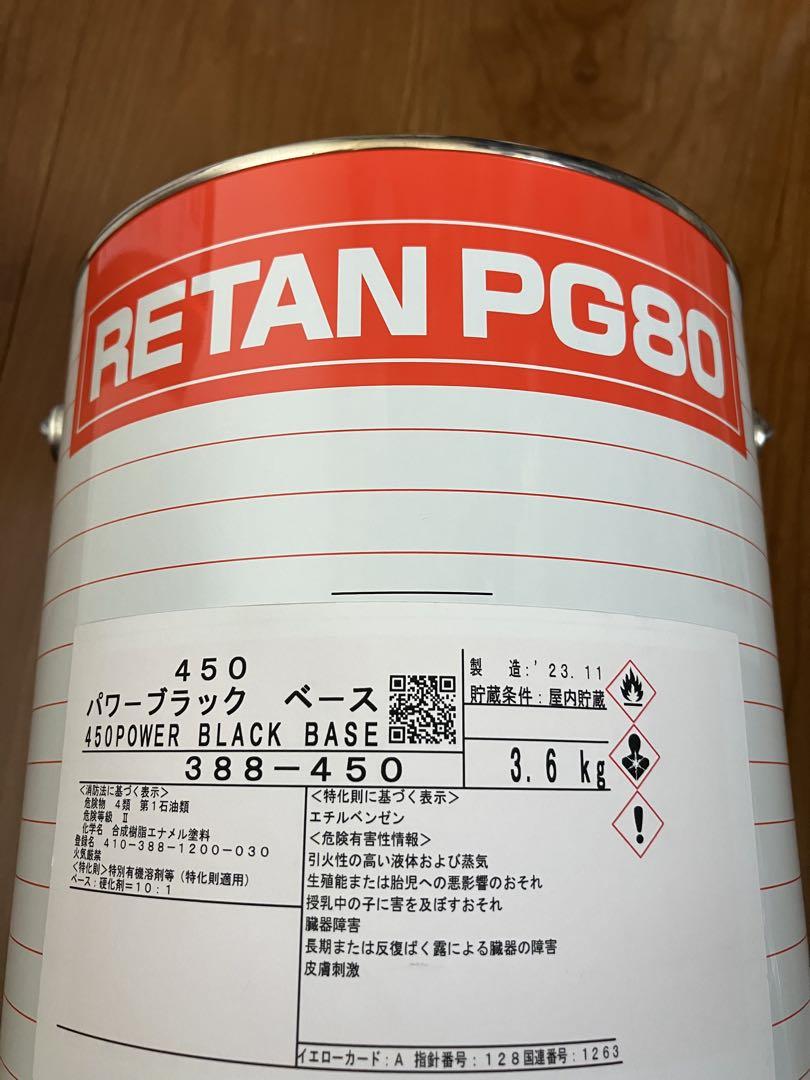 RETAN PG80
450
パワーブラック ベース
450POWER BLACK BASE
388-450
製 造:'23.11
貯蔵条件:屋内貯蔵
3.6 kg
<消防法に基づく表示>
危険物 4類 第1石油類
危険等級 Ⅱ
化学名 合成樹脂エナメル塗料
登録名 410-388-1200-030
火気厳禁
<特化則>特別有機溶剤等(特化則適用)
ベース:硬化剤=10:1
<特化則に基づく表示>
エチルベンゼン
<危険有害性情報>
引火性の高い液体および蒸気
生殖能または胎児への悪影響のおそれ
授乳中の子に害を及ぼすおそれ
臓器障害
長期または反復ばく露による臓器の障害
皮膚刺激
イエローカード:A 指針番号:128国連番号:1263